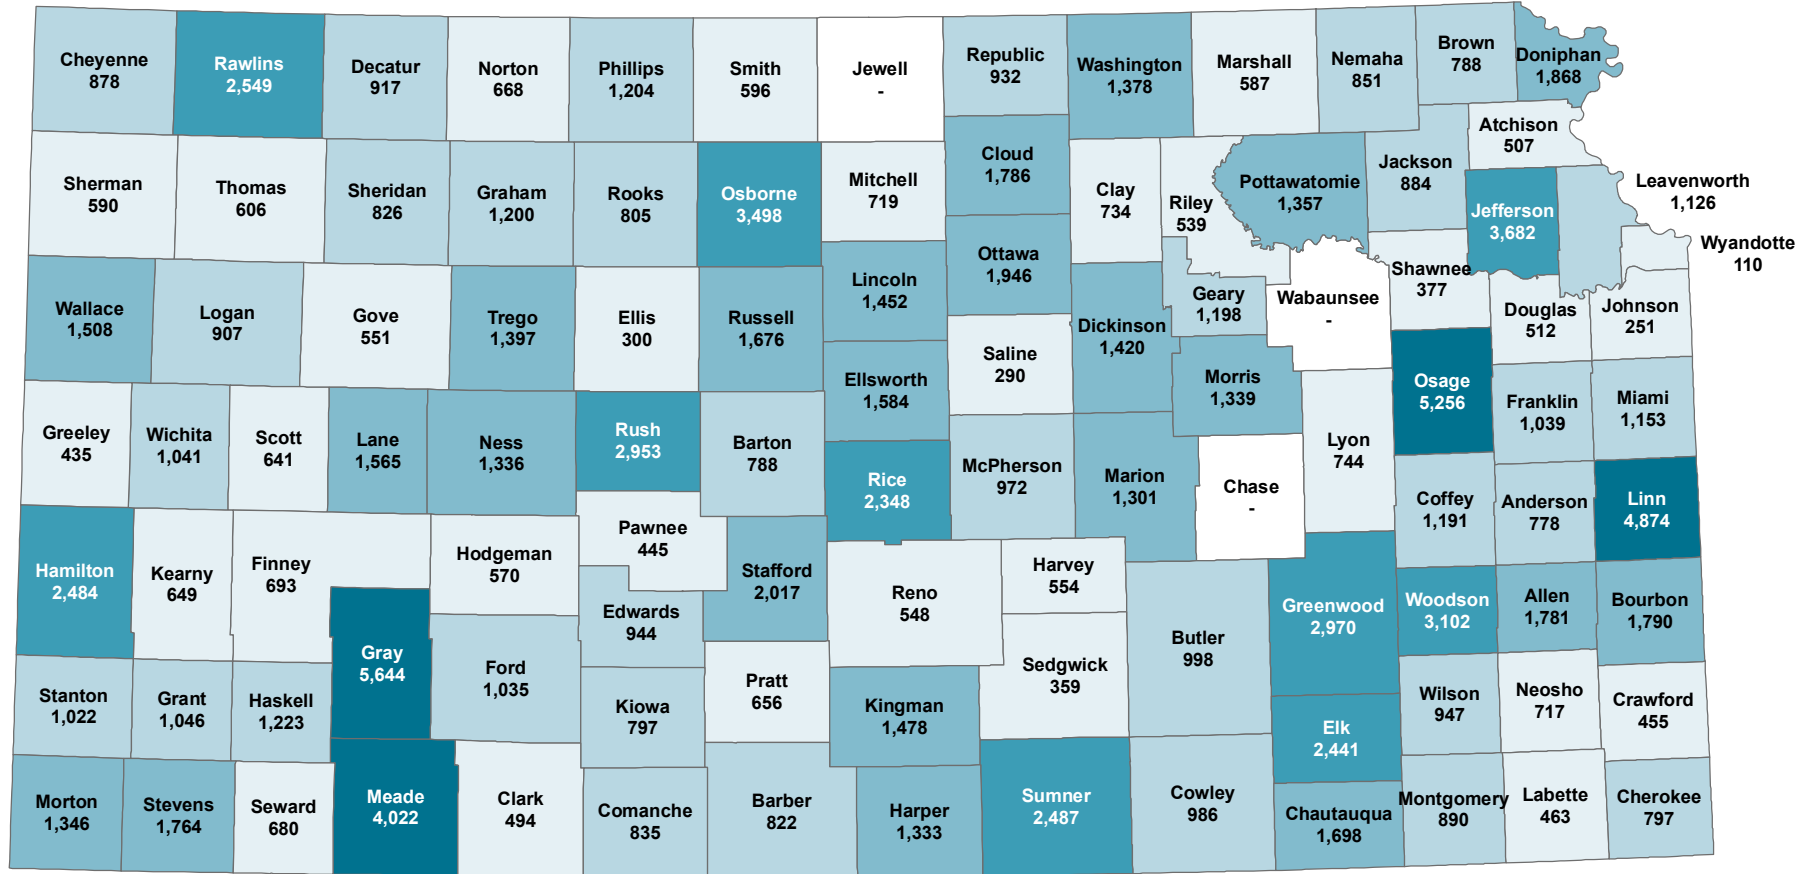 Cheyenne
878
Rawlins
2,549
Decatur
917
Norton
668
Phillips
1,204
Smith
596
Jewell
-
Republic
932
Washington
1,378
Marshall
587
Nemaha
851
Brown
788
Doniphan
1,868
Sherman
590
Thomas
606
Sheridan
826
Graham
1,200
Rooks
805
Osborne
3,498
Mitchell
719
Cloud
1,786
Clay
734
Riley
539
Pottawatomie
1,357
Jackson
884
Atchison
507
Jefferson
3,682
Leavenworth
1,126
Wyandotte
110
Wallace
1,508
Logan
907
Gove
551
Trego
1,397
Ellis
300
Russell
1,676
Lincoln
1,452
Ottawa
1,946
Saline
290
Dickinson
1,420
Geary
1,198
Wabaunsee
-
Shawnee
377
Douglas
512
Johnson
251
Ellsworth
1,584
Morris
1,339
Osage
5,256
Franklin
1,039
Miami
1,153
Greeley
435
Wichita
1,041
Scott
641
Lane
1,565
Ness
1,336
Rush
2,953
Barton
788
Rice
2,348
McPherson
972
Marion
1,301
Chase
-
Lyon
744
Coffey
1,191
Anderson
778
Linn
4,874
Hamilton
2,484
Kearny
649
Finney
693
Hodgeman
570
Pawnee
445
Stafford
2,017
Reno
548
Harvey
554
Butler
998
Greenwood
2,970
Woodson
3,102
Allen
1,781
Bourbon
1,790
Gray
5,644
Ford
1,035
Edwards
944
Sedgwick
359
Stanton
1,022
Grant
1,046
Haskell
1,223
Kiowa
797
Pratt
656
Kingman
1,478
Elk
2,441
Wilson
947
Neosho
717
Crawford
455
Morton
1,346
Stevens
1,764
Seward
680
Meade
4,022
Clark
494
Comanche
835
Barber
822
Harper
1,333
Sumner
2,487
Cowley
986
Chautauqua
1,698
Montgomery
890
Labette
463
Cherokee
797